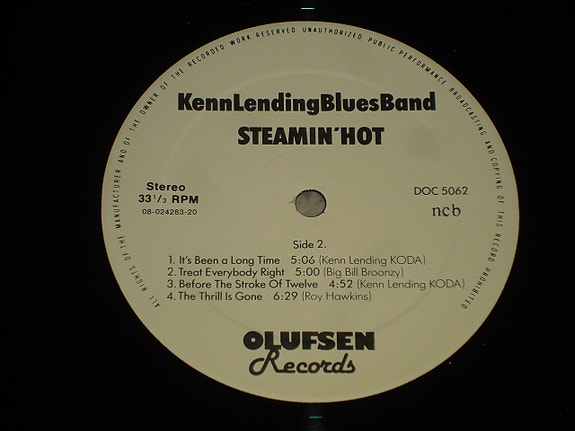 ALL RIGHTS OF THE MANUFACTURER AND OF THE OWNER OF THE RECORDED WORK RESERVED UNAUTHORIZED PUBLIC PERFORMANCE BROADCASTING AND COPYING OF THIS RECORD PROHIBITED
KennLendingBluesBand
STEAMIN'HOT
Stereo
33 1/3 RPM
08-024283-20
DOC 5062
ncb
Side 2.
1. It's Been a Long Time 5:06 (Kenn Lending KODA)
2. Treat Everybody Right 5:00 (Big Bill Broonzy)
3. Before The Stroke Of Twelve 4:52 (Kenn Lending KODA)
4. The Thrill Is Gone 6:29 (Roy Hawkins)
OLUFSEN
Records